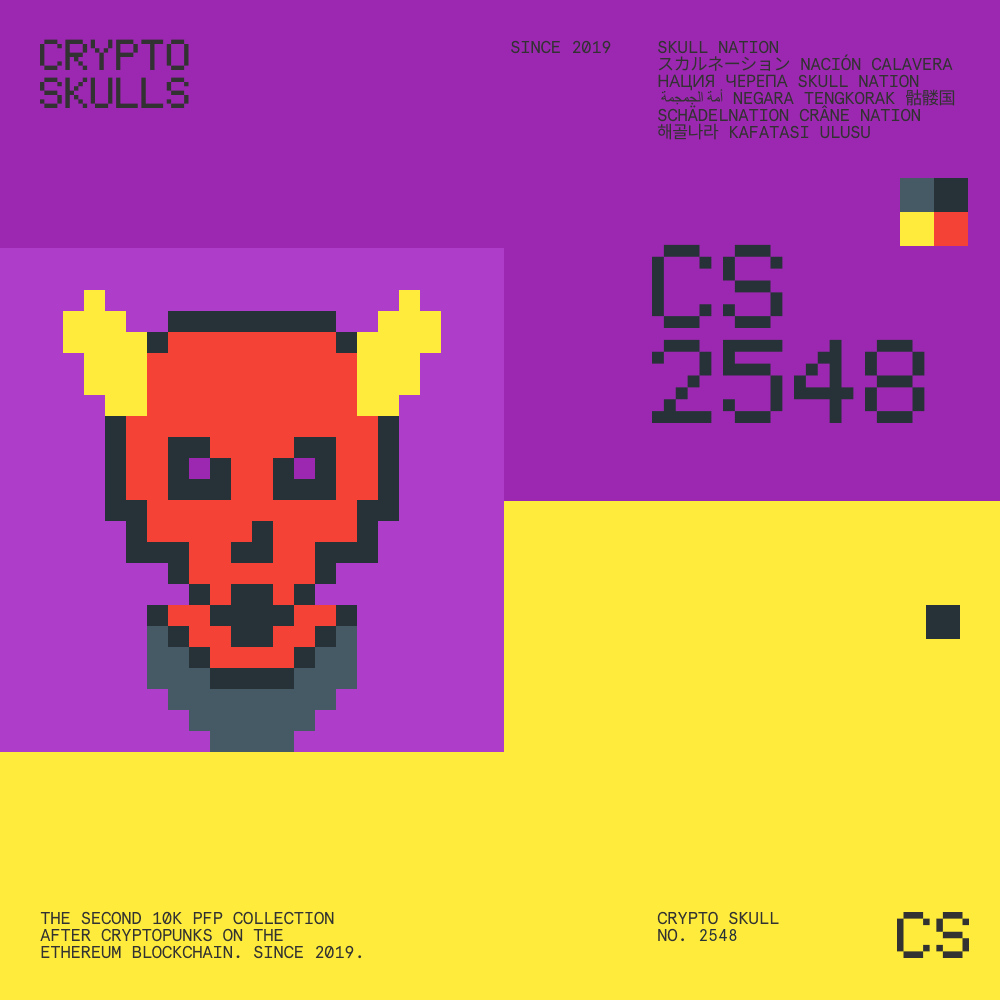 CRYPTO
SKULLS
SINCE 2019
SKULL NATION
スカルネーション NACIÓN CALAVERA
НАЦИЯ ЧЕРЕПА SKULL NATION
أمة الجمجمة NEGARA TENGKORAK 骷髅国
SCHÄDELNATION CRÂNE NATION
해골나라 KAFATASI ULUSU
CS
2548
THE SECOND 10K PFP COLLECTION
AFTER CRYPTOPUNKS ON THE
ETHEREUM BLOCKCHAIN. SINCE 2019.
CRYPTO SKULL
NO. 2548
CS